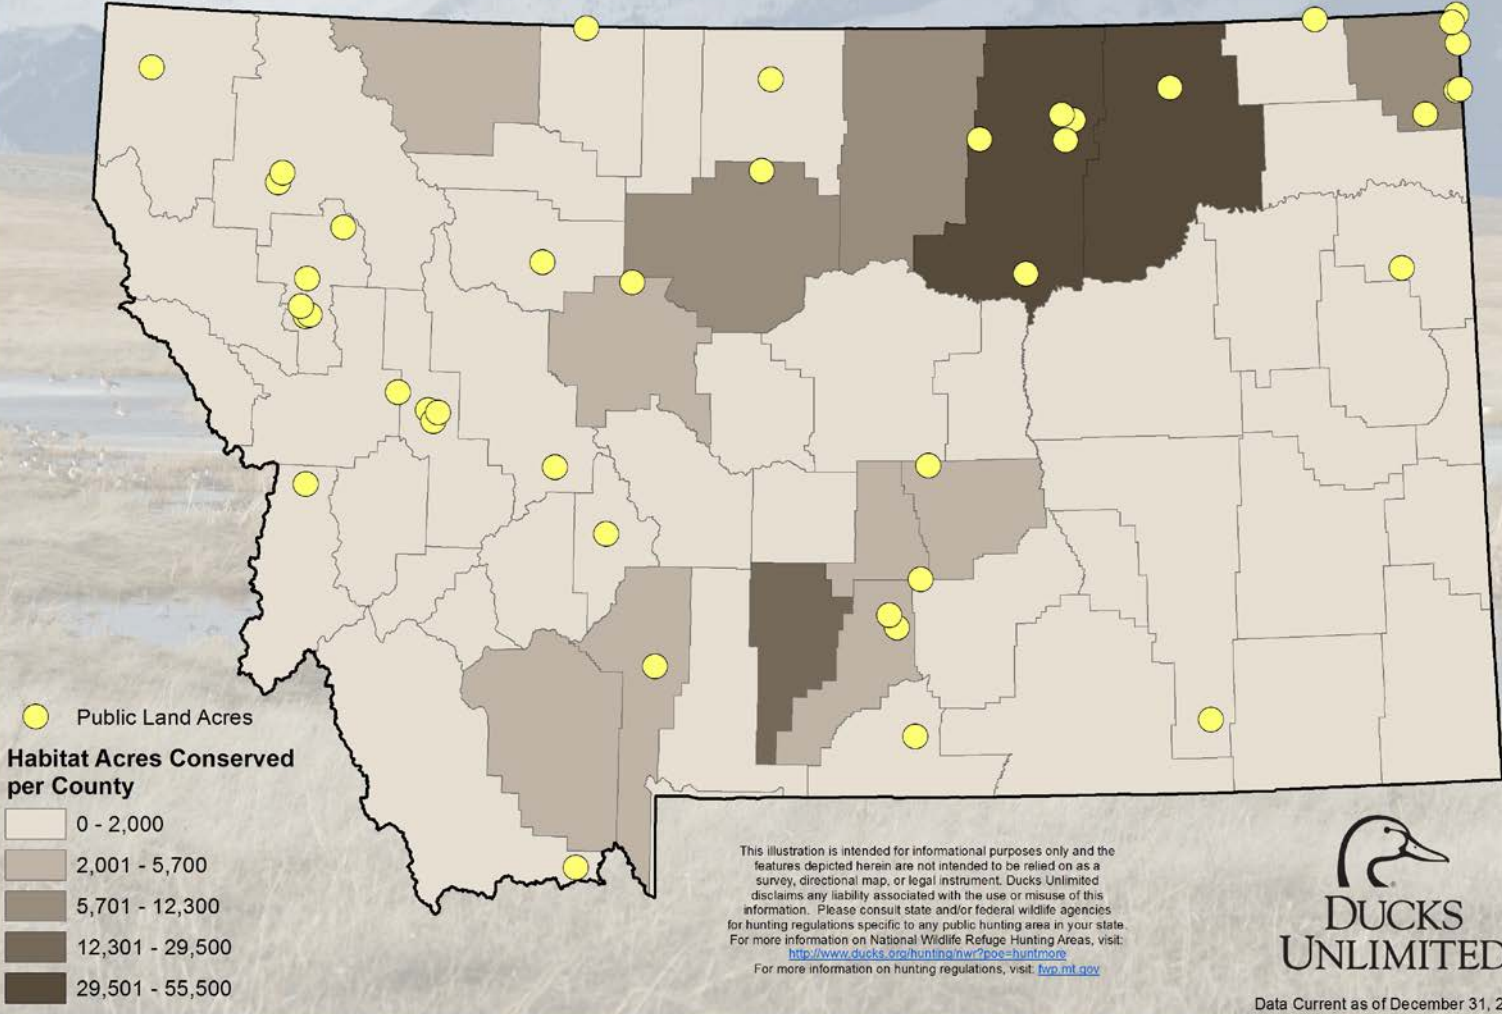 Public Land Acres
Habitat Acres Conserved
per County
0 - 2,000
2,001 - 5,700
5,701 - 12,300
12,301 - 29,500
29,501 - 55,500
This illustration is intended for informational purposes only and the
features depicted herein are not intended to be relied on as a
survey, directional map, or legal instrument. Ducks Unlimited
disclaims any liability associated with the use or misuse of this
information. Please consult state and/or federal wildlife agencies
for hunting regulations specific to any public hunting area in your state.
For more information on National Wildlife Refuge Hunting Areas, visit:
http://www.ducks.org/hunting/nwr?poe=huntmore
For more information on hunting regulations, visit: fwp.mt.gov
DUCKS
UNLIMITED
Data Current as of December 31, 2